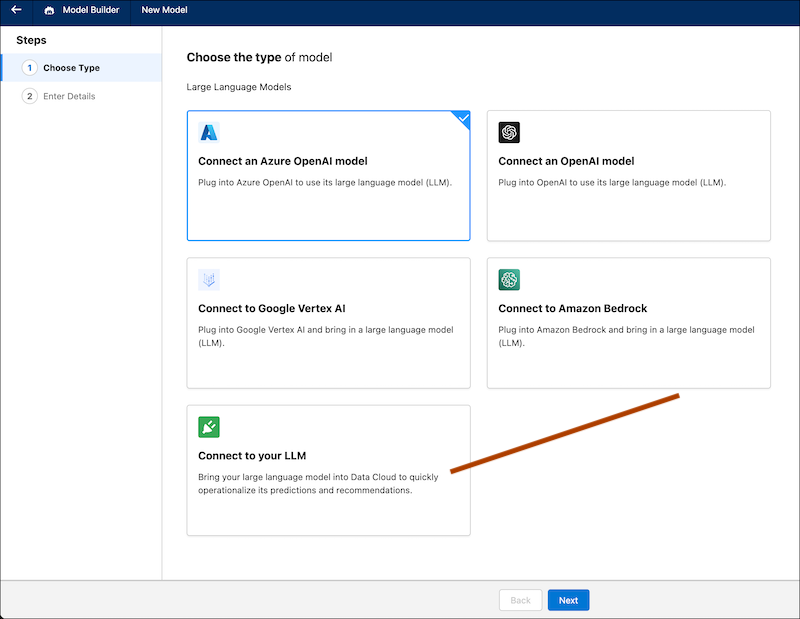 Model Builder
New Model
Steps
1 Choose Type
2 Enter Details
Choose the type of model
Large Language Models
Connect an Azure OpenAI model
Plug into Azure OpenAI to use its large language model (LLM).
Connect an OpenAI model
Plug into OpenAI to use its large language model (LLM).
Connect to Google Vertex AI
Plug into Google Vertex AI and bring in a large language model
(LLM).
Connect to Amazon Bedrock
Plug into Amazon Bedrock and bring in a large language model
(LLM).
Connect to your LLM
Bring your large language model into Data Cloud to quickly
operationalize its predictions and recommendations.
Back
Next